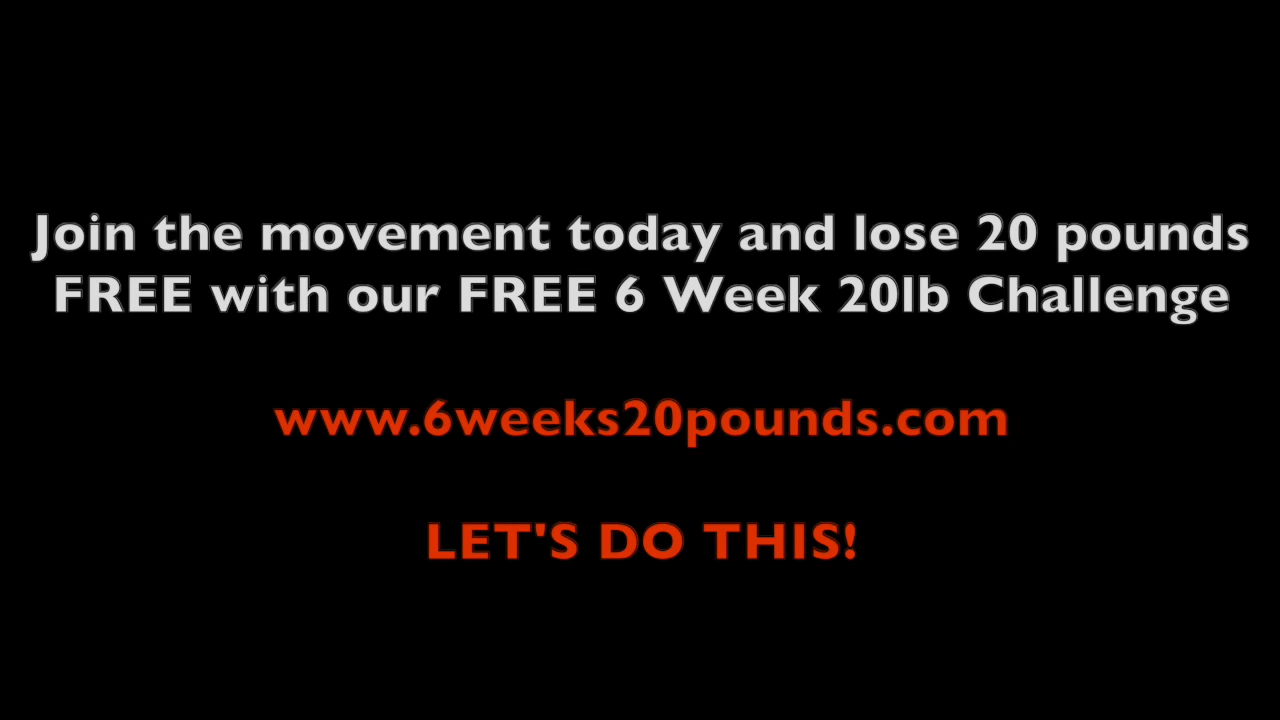 Join the movement today and lose 20 pounds
FREE with our FREE 6 Week 20lb Challenge
www.6weeks20pounds.com
LET'S DO THIS!